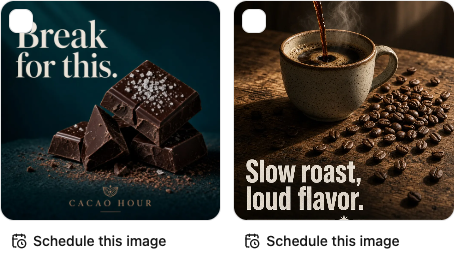 Break
for this.
CACAO HOUR
Schedule this image
Slow roast,
loud flavor.
Schedule this image